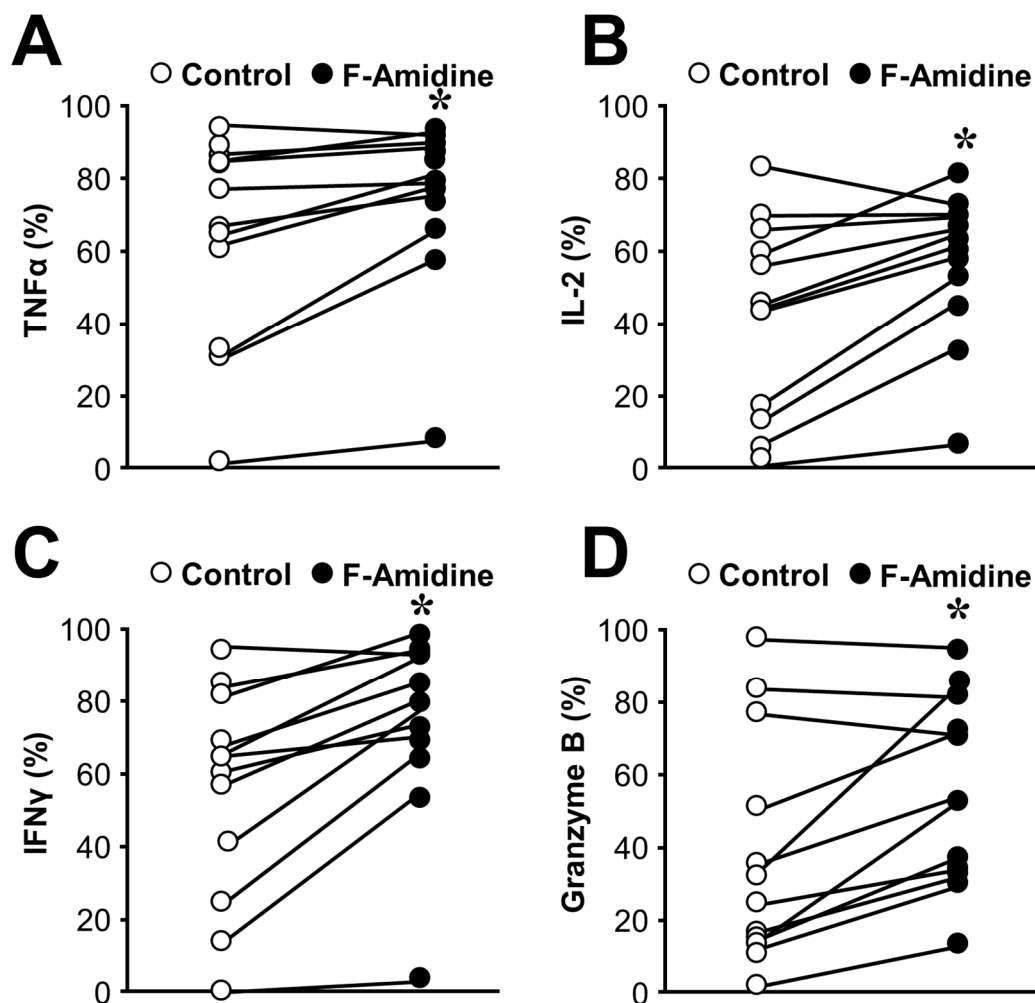 A
○ Control ● F-Amidine
*
TNFα (%)
100
80
60
40
20
0
B
○ Control ● F-Amidine
*
IL-2 (%)
100
80
60
40
20
0
C
○ Control ● F-Amidine
*
IFNγ (%)
100
80
60
40
20
0
D
○ Control ● F-Amidine
*
Granzyme B (%)
100
80
60
40
20
0